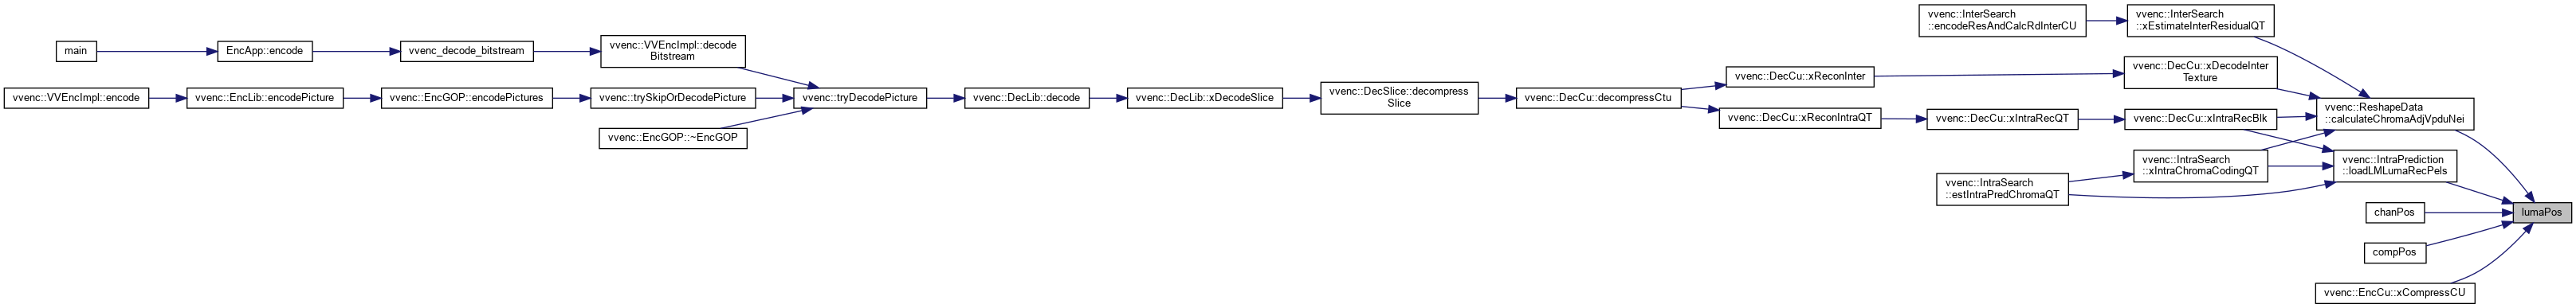 main
EncApp::encode
vvenc_decode_bitstream
vvenc::VVEncImpl::decode
Bitstream
vvenc::VVEncImpl::encode
vvenc::EncLib::encodePicture
vvenc::EncGOP::encodePictures
vvenc::trySkipOrDecodePicture
vvenc::EncGOP::~EncGOP
vvenc::tryDecodePicture
vvenc::DecLib::decode
vvenc::DecLib::xDecodeSlice
vvenc::DecSlice::decompress
Slice
vvenc::DecCu::decompressCtu
vvenc::DecCu::xReconInter
vvenc::DecCu::xReconIntraQT
vvenc::InterSearch
::encodeResAndCalcRdInterCU
vvenc::DecCu::xIntraRecQT
vvenc::IntraSearch
::estIntraPredChromaQT
vvenc::InterSearch
::xEstimateInterResidualQT
vvenc::DecCu::xDecodeInter
Texture
vvenc::DecCu::xIntraRecBlk
vvenc::IntraSearch
::xIntraChromaCodingQT
vvenc::ReshapeData
::calculateChromaAdjVpduNei
vvenc::IntraPrediction
::loadLMLumaRecPels
chanPos
compPos
vvenc::EncCu::xCompressCU
lumaPos